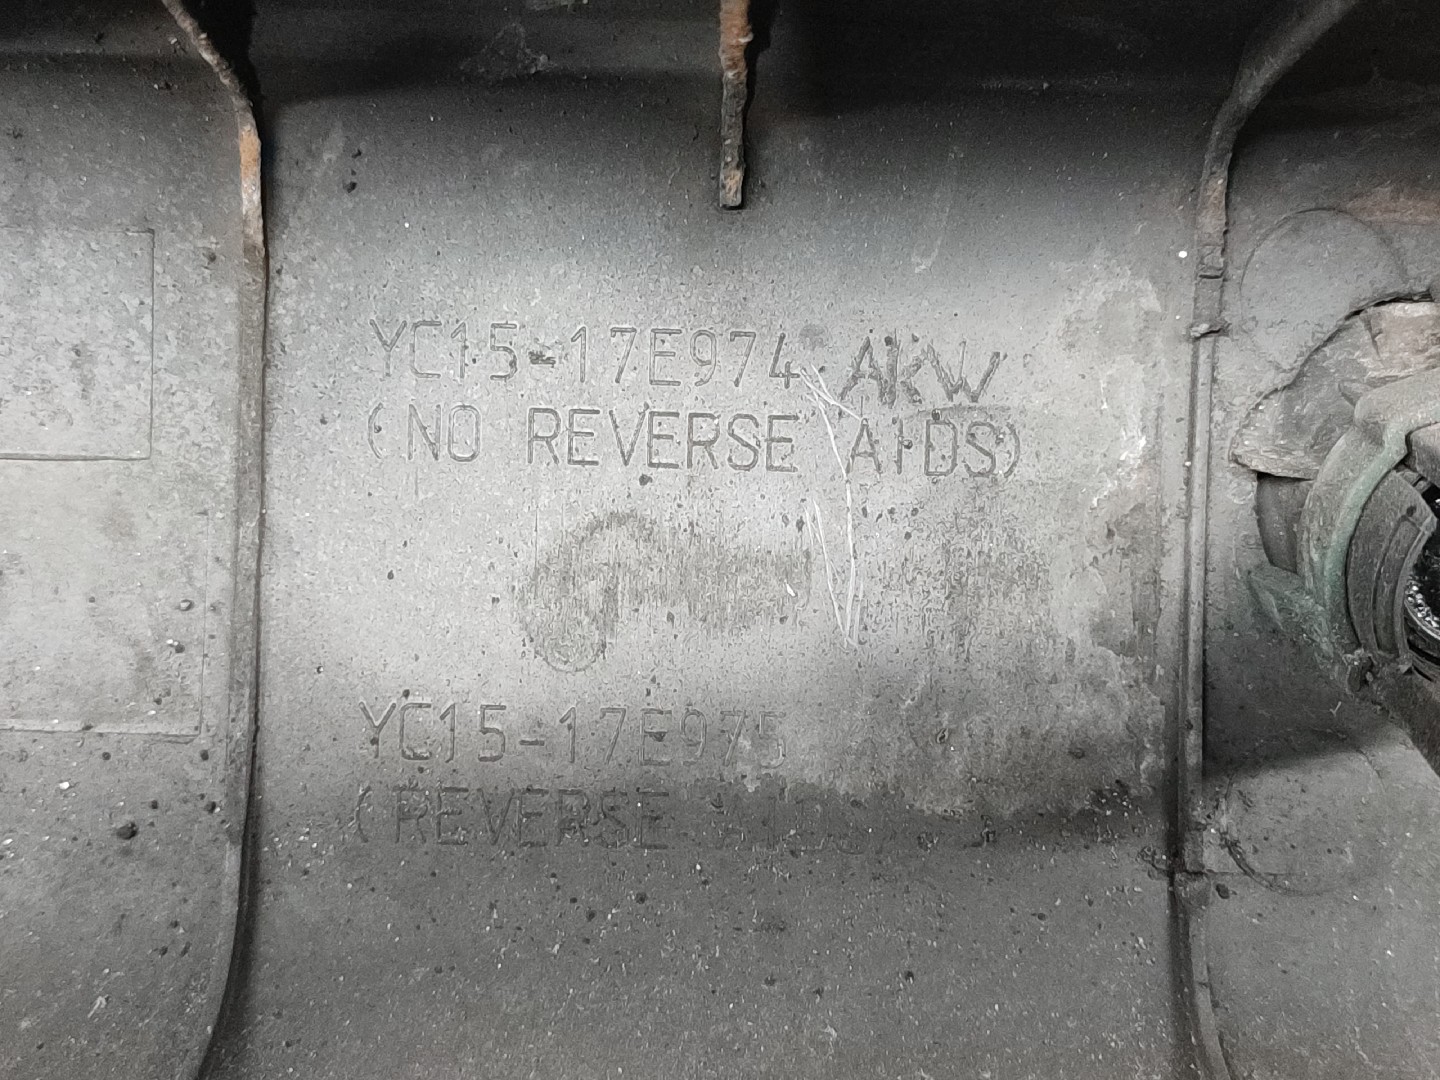 YC15-17E974 AKW
(NO REVERSE AIDS)
YC15-17E975
(REVERSE